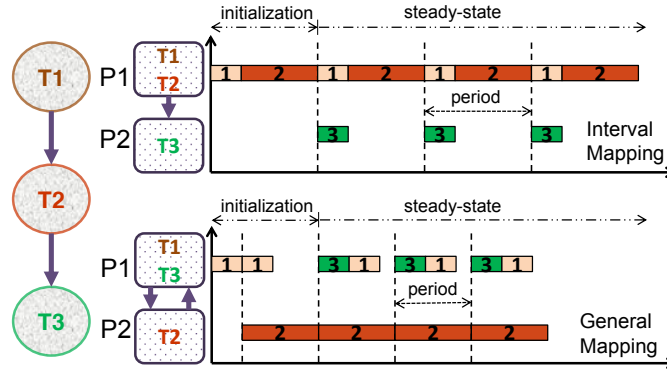 initialization steady-state
T1
T2
T3
P1
T1
T2
P2
T3
1 2 1 2 1 2 1 2
period
3 3 3
Interval
Mapping
initialization steady-state
P1
T1
T3
P2
T2
1 1 3 1 3 1 3 1
period
2 2 2 2
General
Mapping